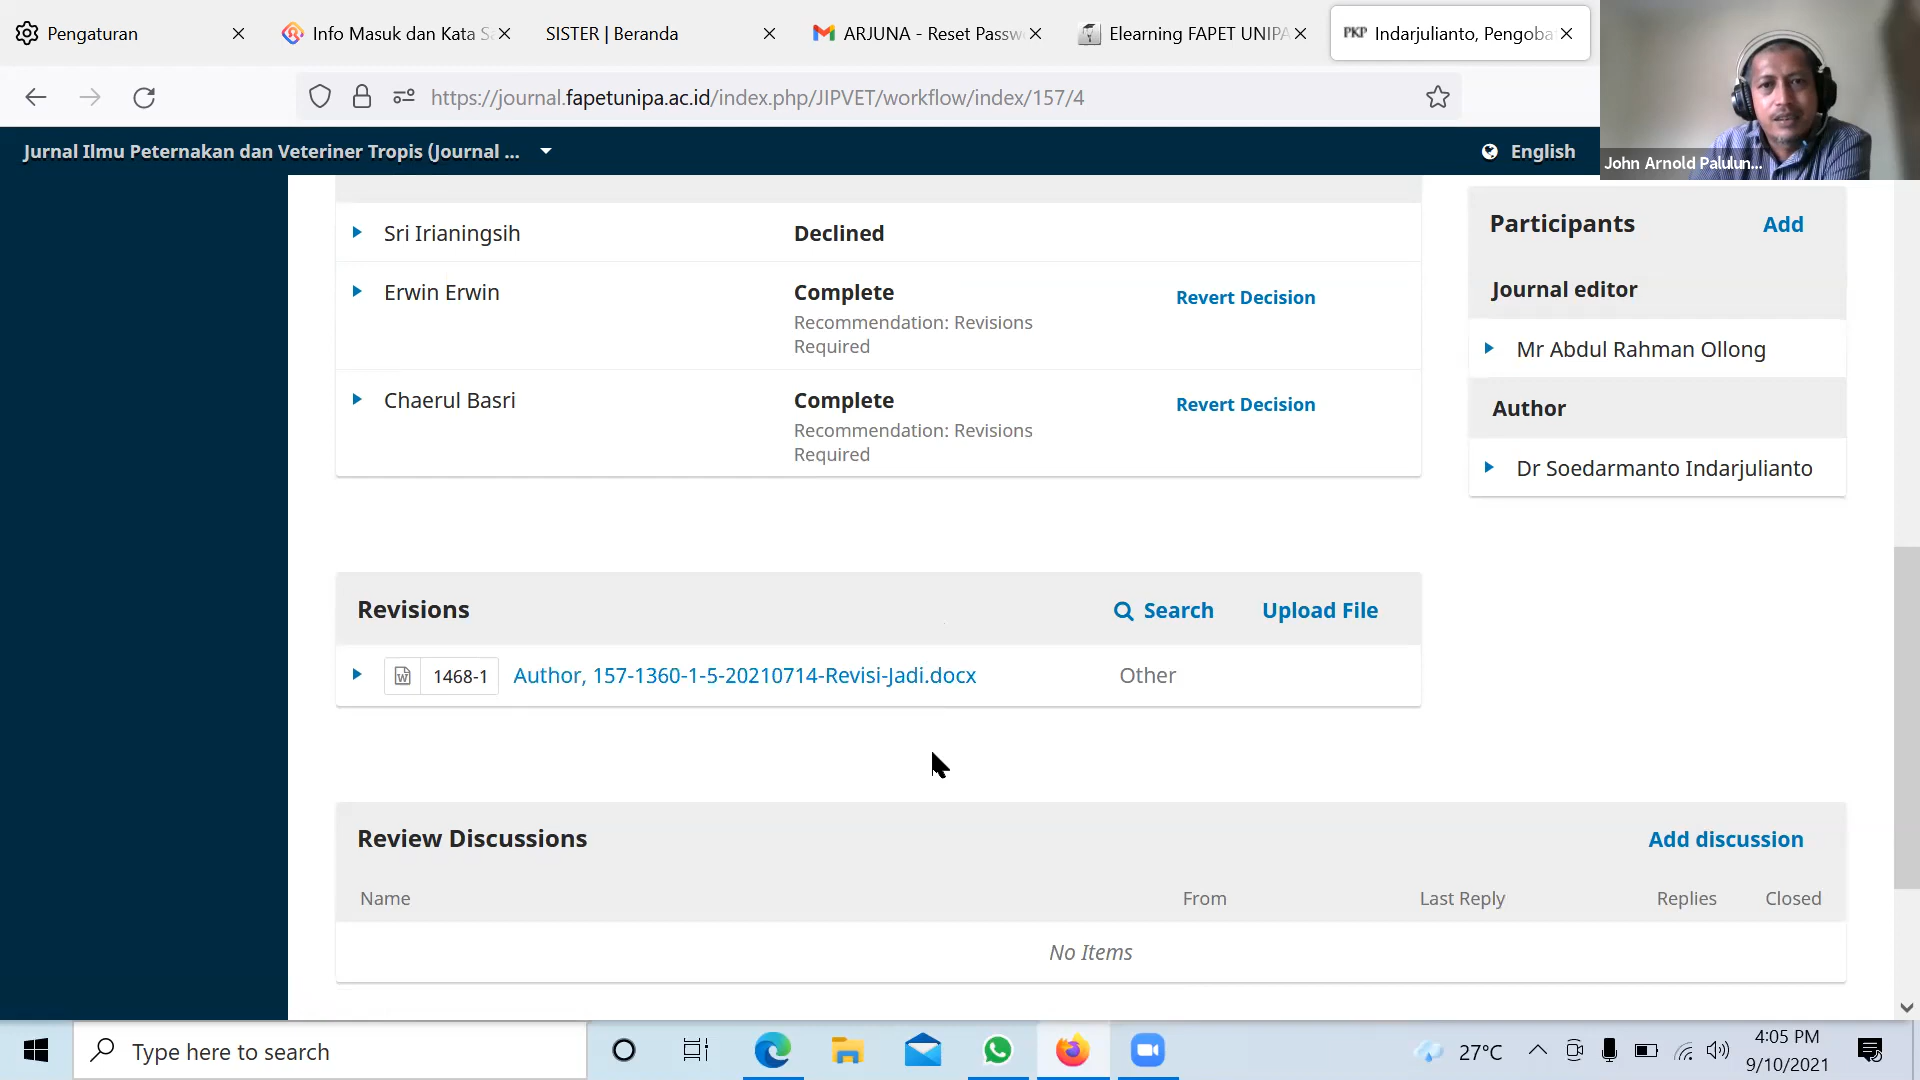 Pengaturan
Info Masuk dan Kata S
SISTER | Beranda
ARJUNA - Reset Passw
Elearning FAPET UNIPA
PKP Indarjulianto, Pengoba
https://journal.fapetunipa.ac.id/index.php/JIPVET/workflow/index/157/4
Jurnal Ilmu Peternakan dan Veteriner Tropis (Journal ...
English
John Arnold Palulun...
Sri Irianingsih
Declined
Erwin Erwin
Complete
Revert Decision
Recommendation: Revisions
Required
Chaerul Basri
Complete
Revert Decision
Recommendation: Revisions
Required
Participants
Add
Journal editor
Mr Abdul Rahman Ollong
Author
Dr Soedarmanto Indarjulianto
Revisions
Search
Upload File
W 1468-1
Author, 157-1360-1-5-20210714-Revisi-Jadi.docx
Other
Review Discussions
Add discussion
Name
From
Last Reply
Replies
Closed
No Items
Type here to search
27°C
4:05 PM
9/10/2021